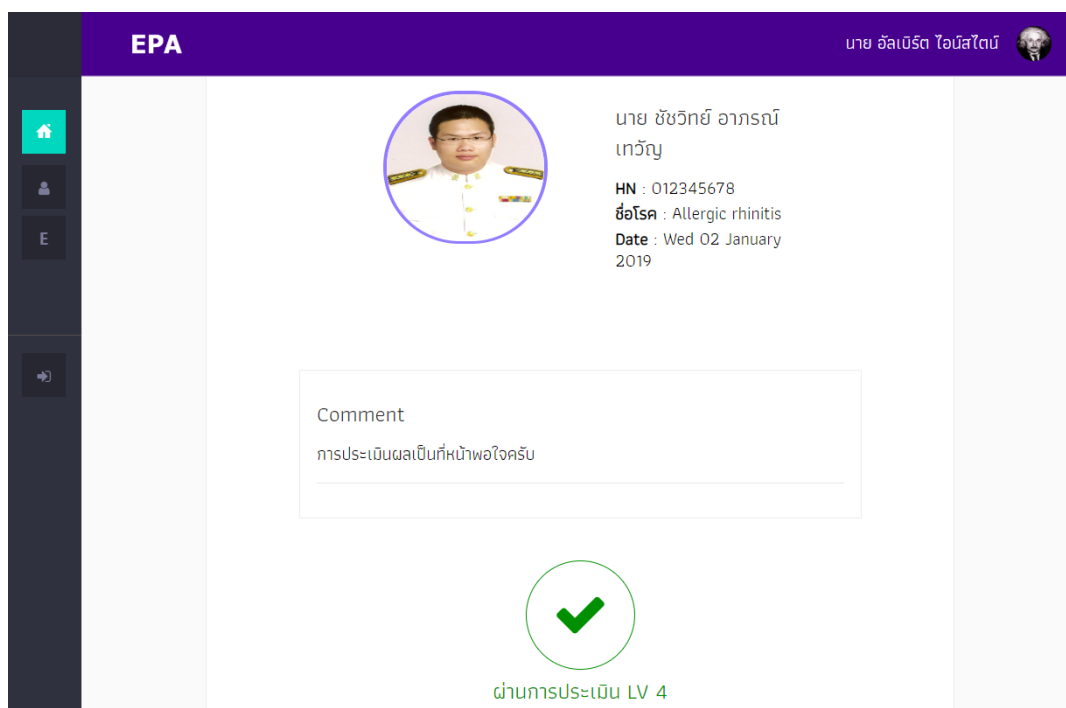 EPA
นาย อัลเบิร์ต ไอน์สไตน์
นาย ชัชวิทย์ อาภรณ์
เทวัญ
HN : 012345678
ชื่อโรค : Allergic rhinitis
Date : Wed 02 January
2019
E
Comment
การประเมินผลเป็นที่หน้าพอใจครับ
ผ่านการประเมิน LV 4